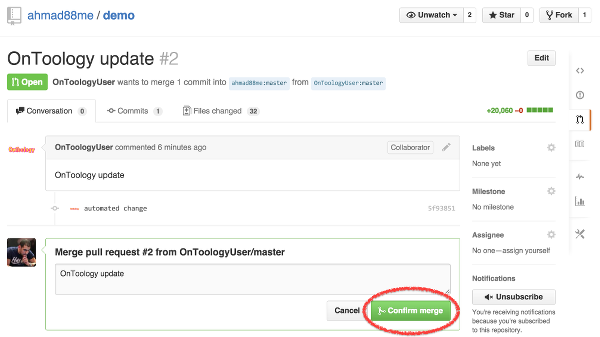 ahmad88me / demo
Unwatch 2
Star 0
Fork 1
OnToology update #2
Edit
Open OnToologyUser wants to merge 1 commit into ahmad88me:master from OnToologyUser:master
Conversation 0
Commits 1
Files changed 32
+20,060 −0
OnToology
OnToologyUser commented 6 minutes ago
Collaborator
OnToology update
automated change
5f93851
Labels
None yet
Milestone
No milestone
Assignee
No one—assign yourself
Merge pull request #2 from OnToologyUser/master
OnToology update
Cancel
Confirm merge
Notifications
Unsubscribe
You're receiving notifications
because you're subscribed
to this repository.